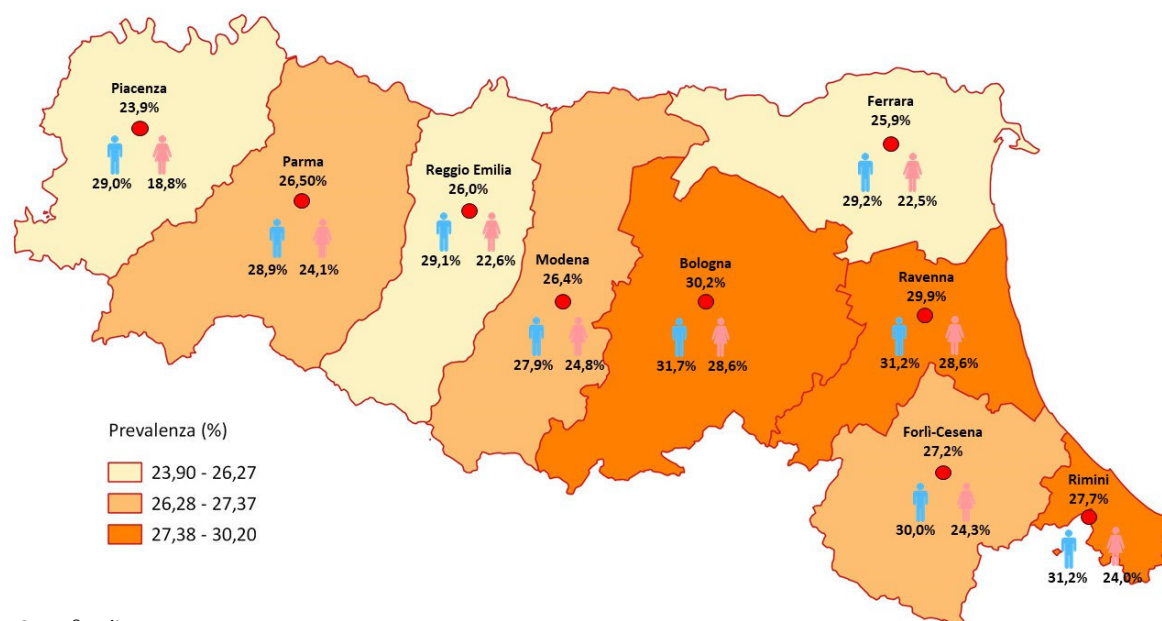 Piacenza
23,9%
29,0% 18,8%
Parma
26,50%
28,9% 24,1%
Reggio Emilia
26,0%
29,1% 22,6%
Modena
26,4%
27,9% 24,8%
Bologna
30,2%
31,7% 28,6%
Ferrara
25,9%
29,2% 22,5%
Ravenna
29,9%
31,2% 28,6%
Forlì-Cesena
27,2%
30,0% 24,3%
Rimini
27,7%
31,2% 24,0%
Prevalenza (%)
23,90 - 26,27
26,28 - 27,37
27,38 - 30,20